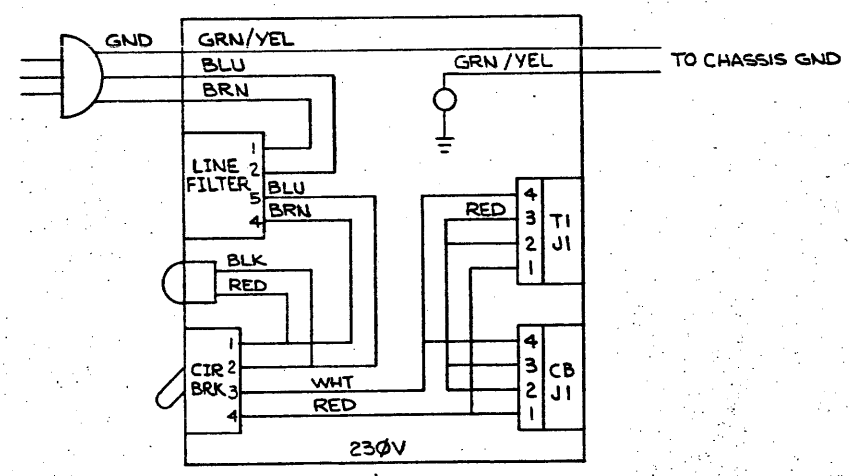 GND GRN/YEL
BLU
BRN
GRN/YEL TO CHASSIS GND
LINE
FILTER
1
2
5
4
BLU
BRN
BLK
RED
CIR
BRK
1
2
3
4
WHT
RED
RED
4
3
2
1
T1
J1
4
3
2
1
CB
J1
230V